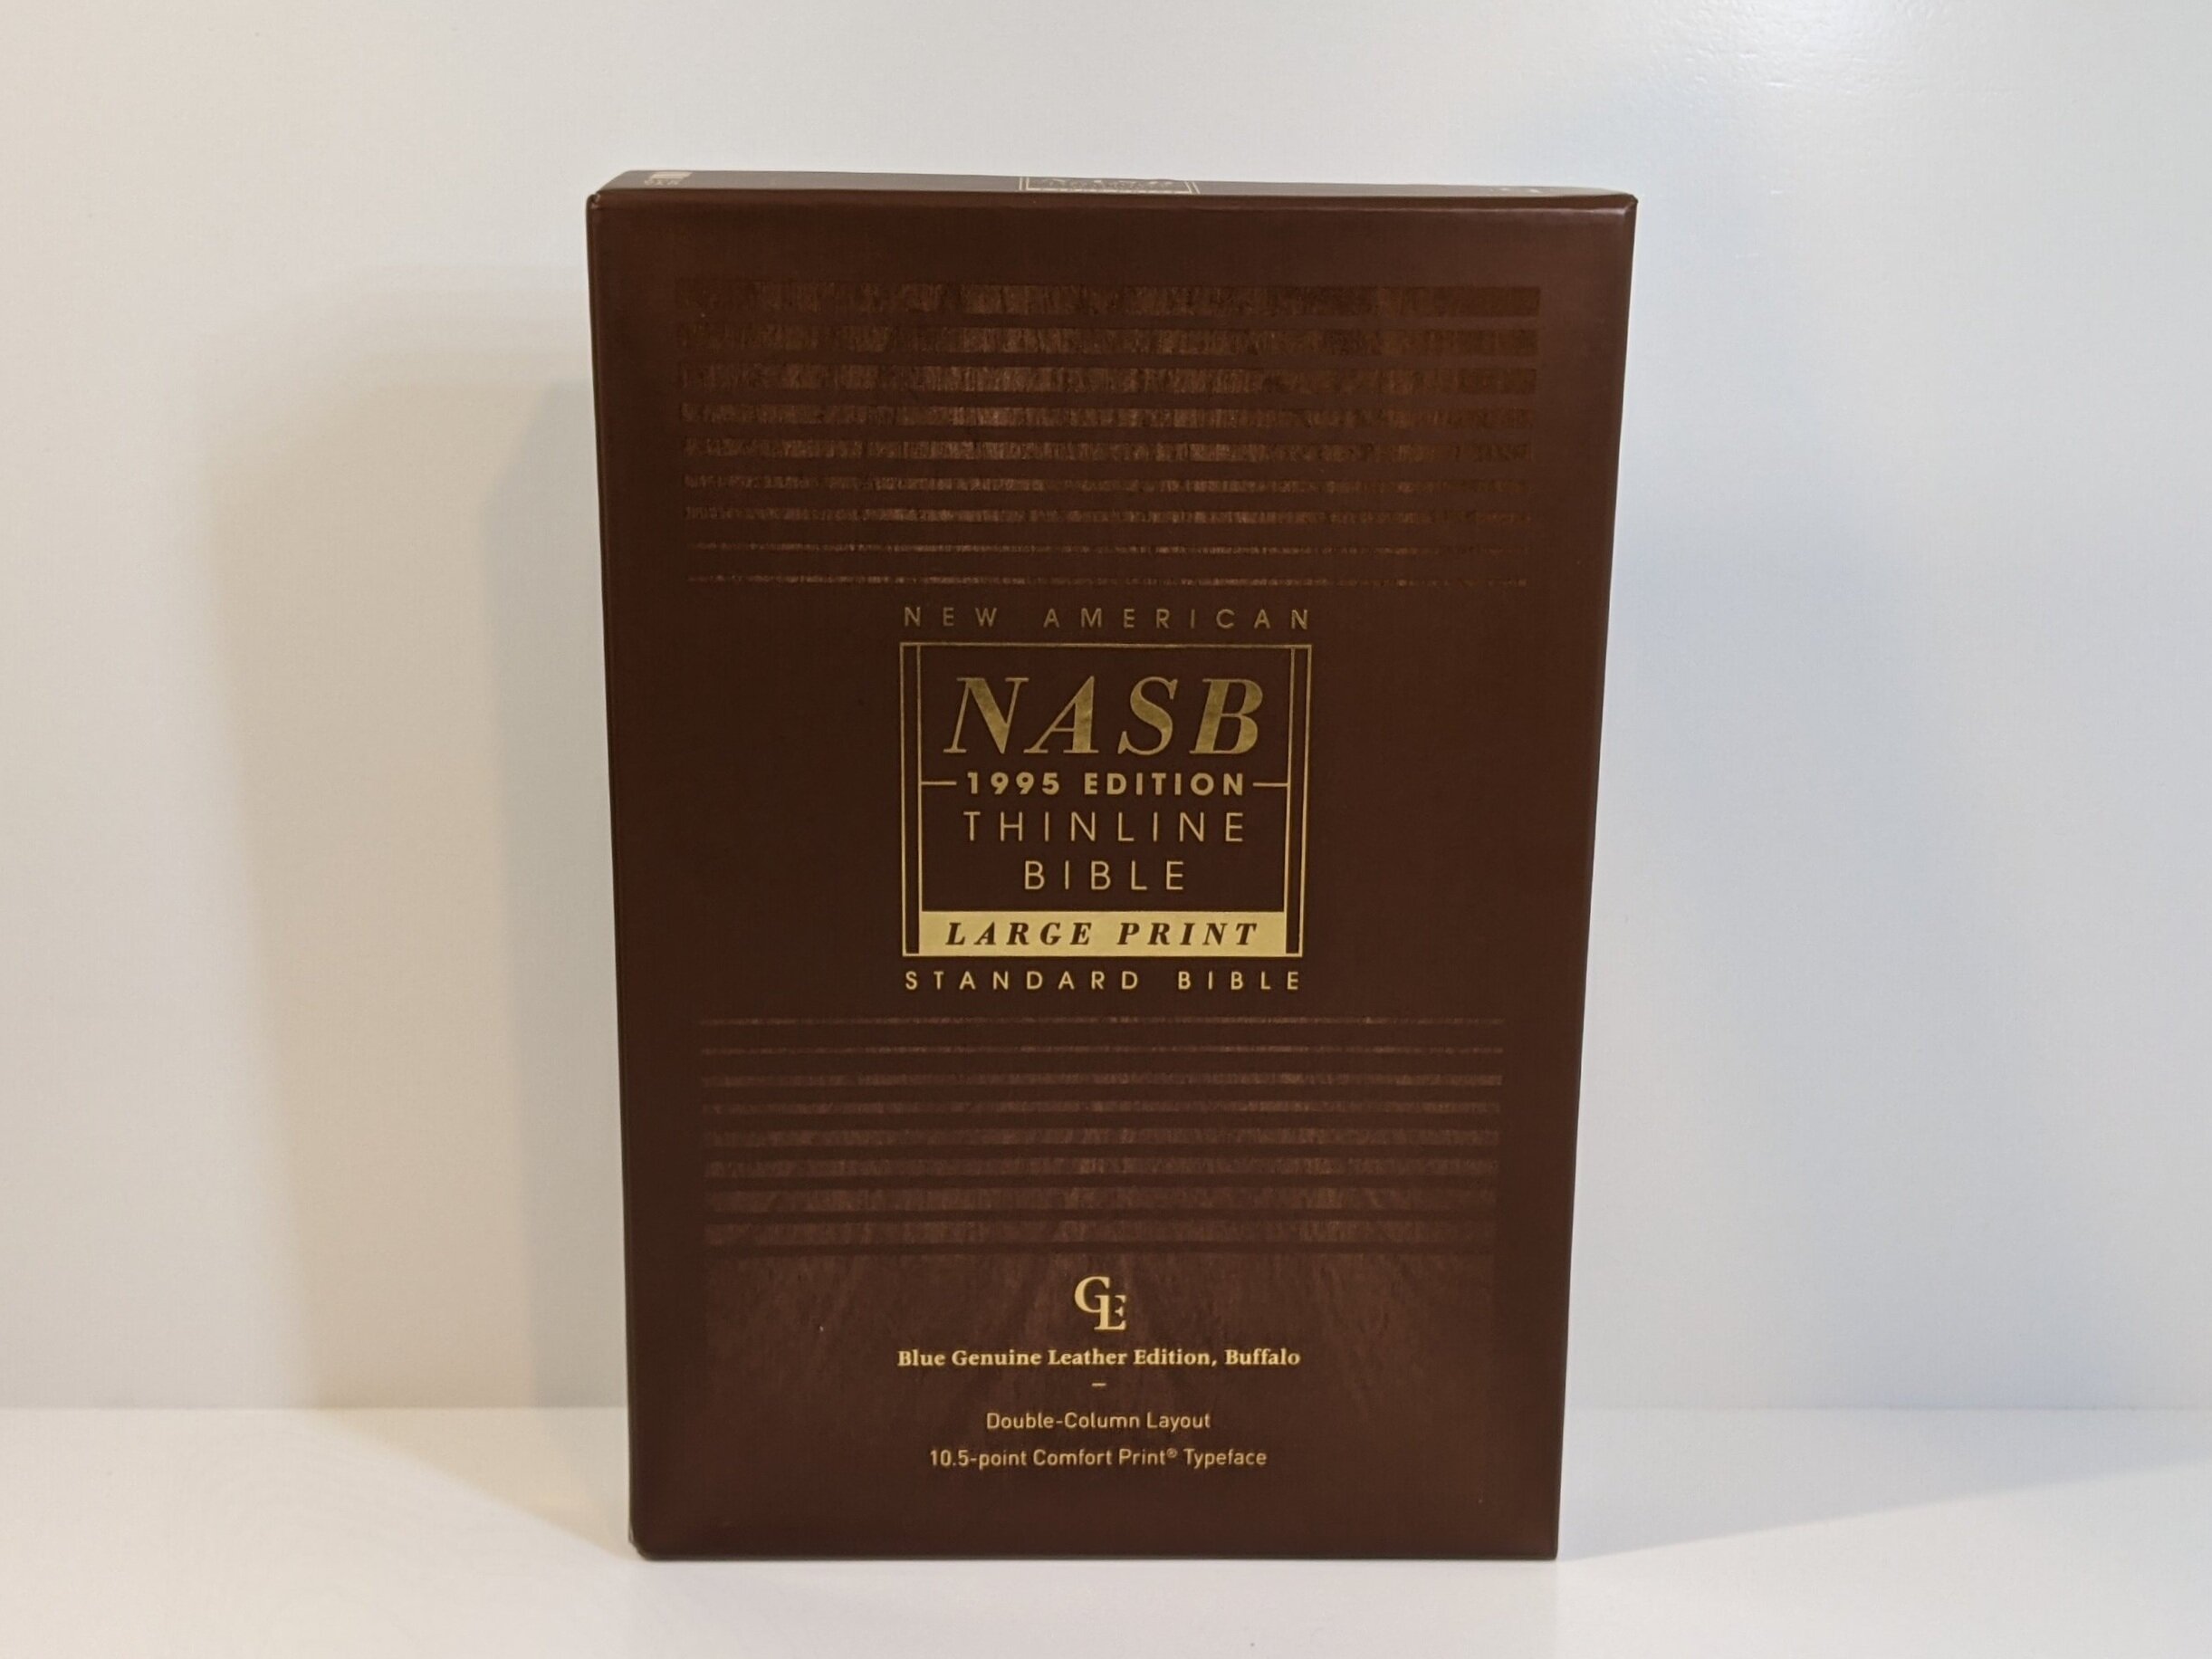 NEW AMERICAN
NASB
1995 EDITION
THINLINE
BIBLE
LARGE PRINT
STANDARD BIBLE
GLE
Blue Genuine Leather Edition, Buffalo
Double-Column Layout
10.5-point Comfort Print® Typeface